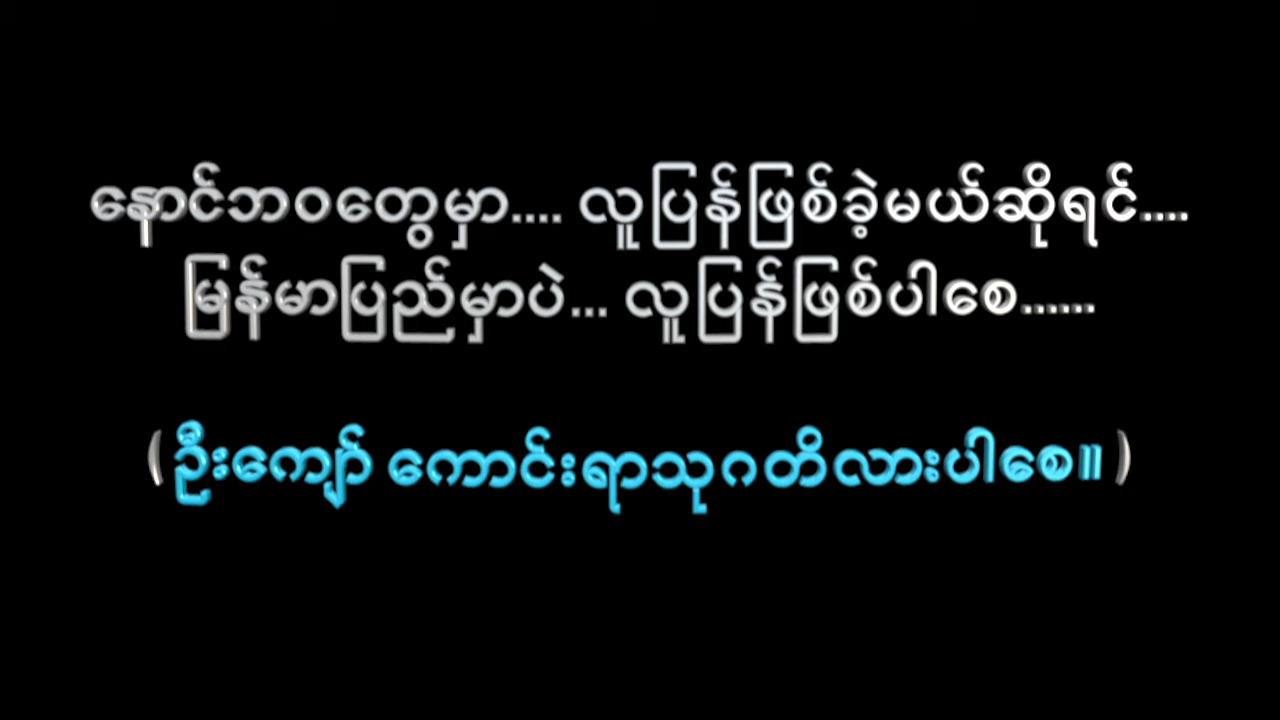 နောင်ဘဝတွေမှာ.... လူပြန်ဖြစ်ခဲ့မယ်ဆိုရင်....
မြန်မာပြည်မှာပဲ... လူပြန်ဖြစ်ပါစေ......
(ဦးကျော် ကောင်းရာသုဂတိလားပါစေ။)